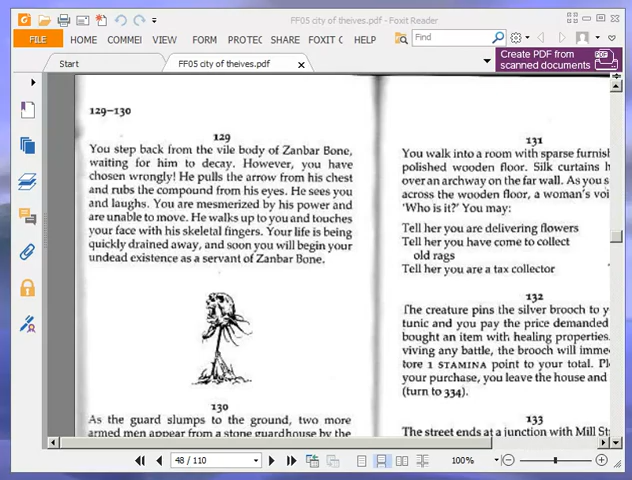 FF05 city of theives.pdf - Foxit Reader
FILE HOME COMMEI VIEW FORM PROTEC SHARE FOXIT C HELP Find
Create PDF from
scanned documents
Start FF05 city of theives.pdf
129–130
129
You step back from the vile body of Zanbar Bone,
waiting for him to decay. However, you have
chosen wrongly! He pulls the arrow from his chest
and rubs the compound from his eyes. He sees you
and laughs. You are mesmerized by his power and
are unable to move. He walks up to you and touches
your face with his skeletal fingers. Your life is being
quickly drained away, and soon you will begin your
undead existence as a servant of Zanbar Bone.
130
As the guard slumps to the ground, two more
armed men appear from a stone guardhouse by the
131
You walk into a room with sparse furnish
polished wooden floor. Silk curtains h
over an archway on the far wall. As you s
across the wooden floor, a woman's voi
'Who is it?' You may:
Tell her you are delivering flowers
Tell her you have come to collect
old rags
Tell her you are a tax collector
132
The creature pins the silver brooch to y
tunic and you pay the price demanded
bought an item with healing properties.
viving any battle, the brooch will imme
tore 1 STAMINA point to your total. Pl
your purchase, you leave the house and
(turn to 334).
133
The street ends at a junction with Mill St
48 / 110 100%